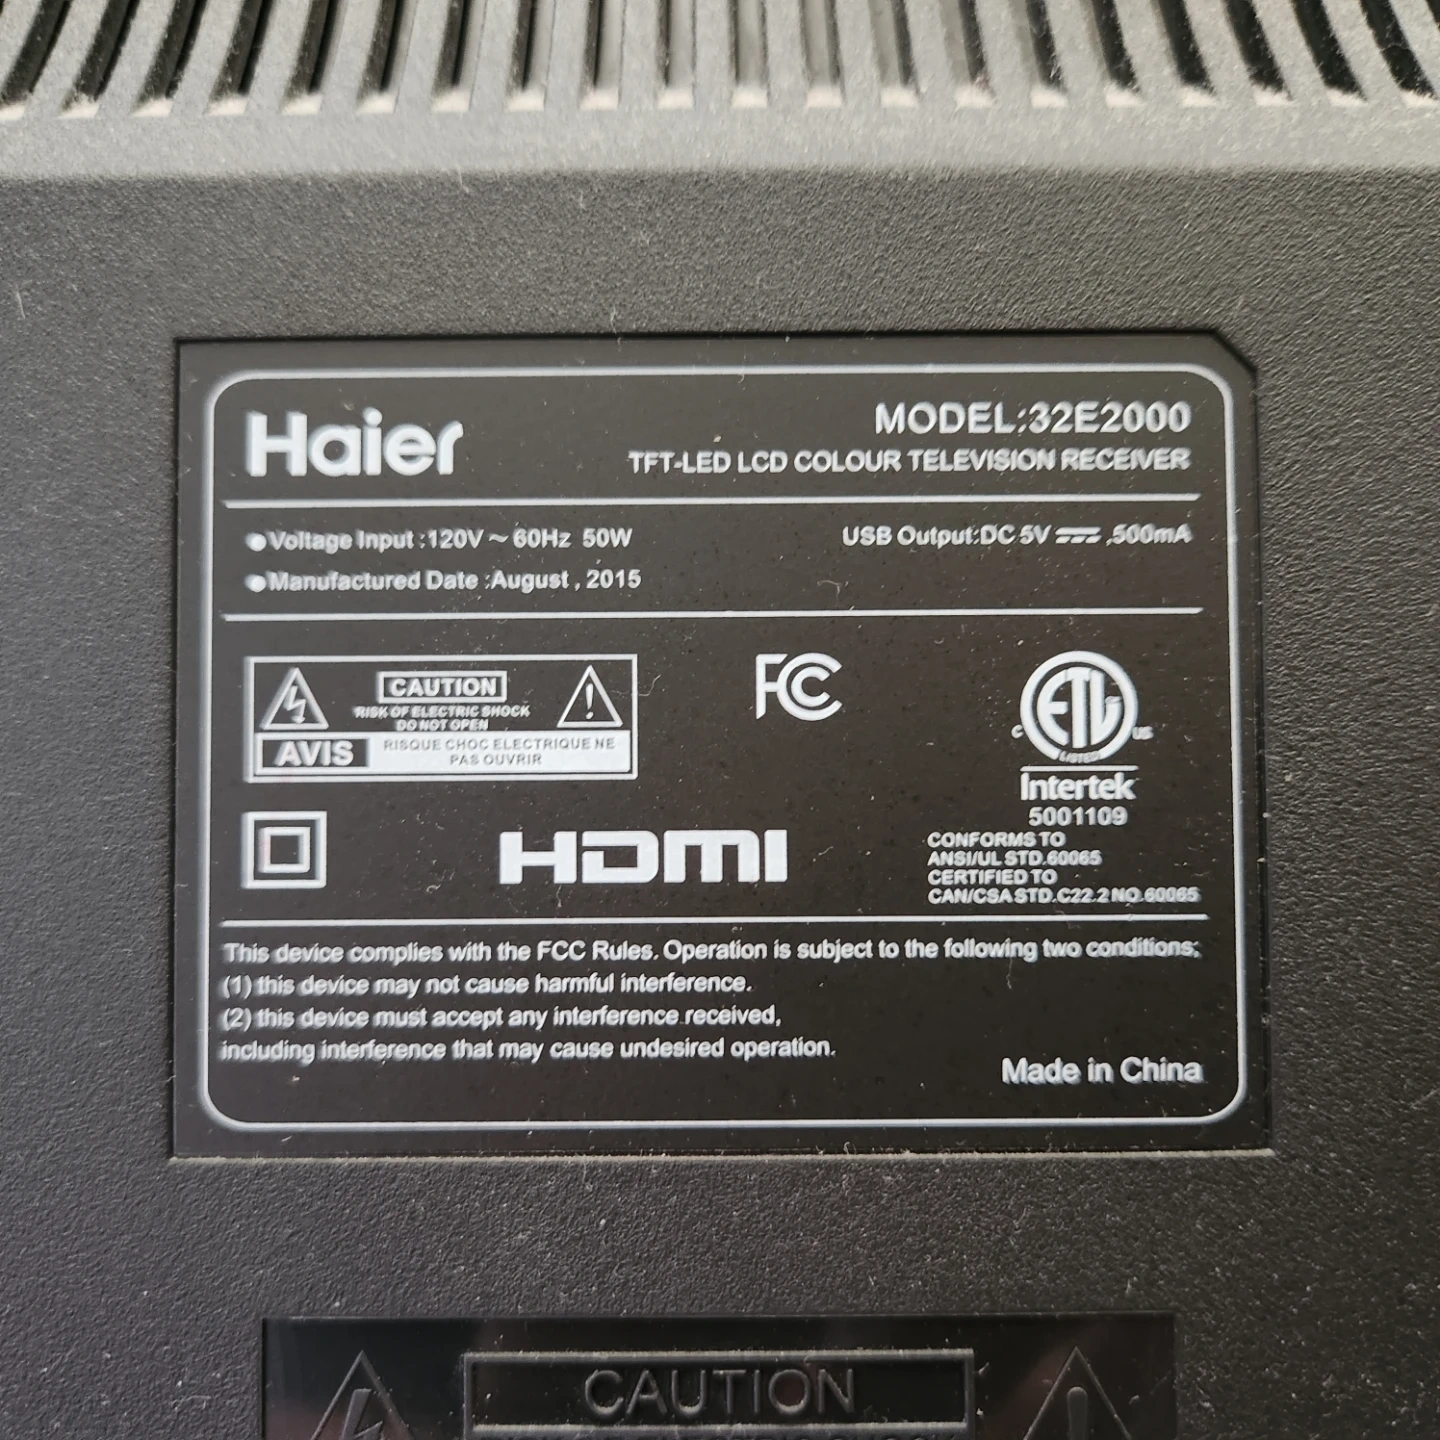 Haier
MODEL:32E2000
TFT-LED LCD COLOUR TELEVISION RECEIVER
●Voltage Input :120V ~ 60Hz 50W
USB Output:DC 5V ⎓ ,500mA
●Manufactured Date :August , 2015
CAUTION
RISK OF ELECTRIC SHOCK
DO NOT OPEN
AVIS
RISQUE CHOC ELECTRIQUE NE
PAS OUVRIR
FC
C ETL US
LISTED
Intertek
5001109
HDMI
CONFORMS TO
ANSI/UL STD.60065
CERTIFIED TO
CAN/CSA STD.C22.2 NO.60065
This device complies with the FCC Rules. Operation is subject to the following two conditions;
(1) this device may not cause harmful interference.
(2) this device must accept any interference received,
including interference that may cause undesired operation.
Made in China
CAUTION